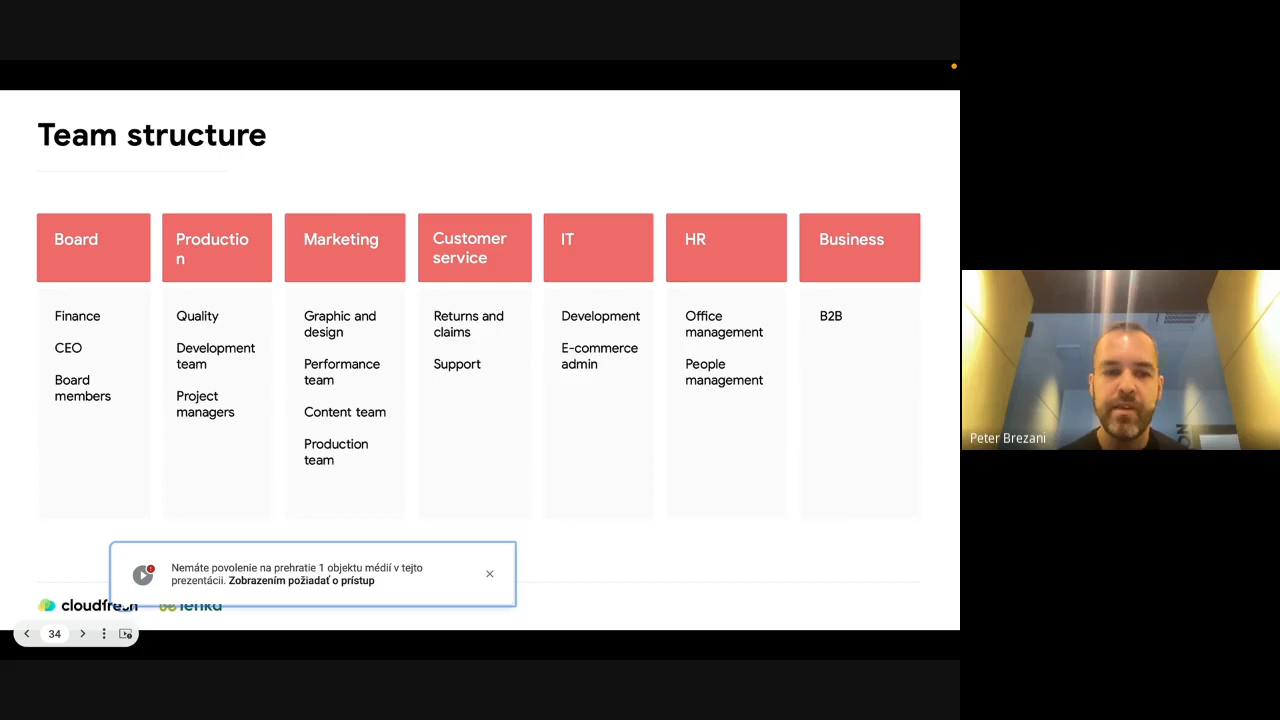 Team structure
Board
Productio
n
Marketing
Customer
service
IT
HR
Business
Finance
CEO
Board
members
Quality
Development
team
Project
managers
Graphic and
design
Performance
team
Content team
Production
team
Returns and
claims
Support
Development
E-commerce
admin
Office
management
People
management
B2B
Peter Brezani
Nemáte povolenie na prehratie 1 objektu médií v tejto
prezentácii. Zobrazením požiadať o prístup
cloudfresh
34